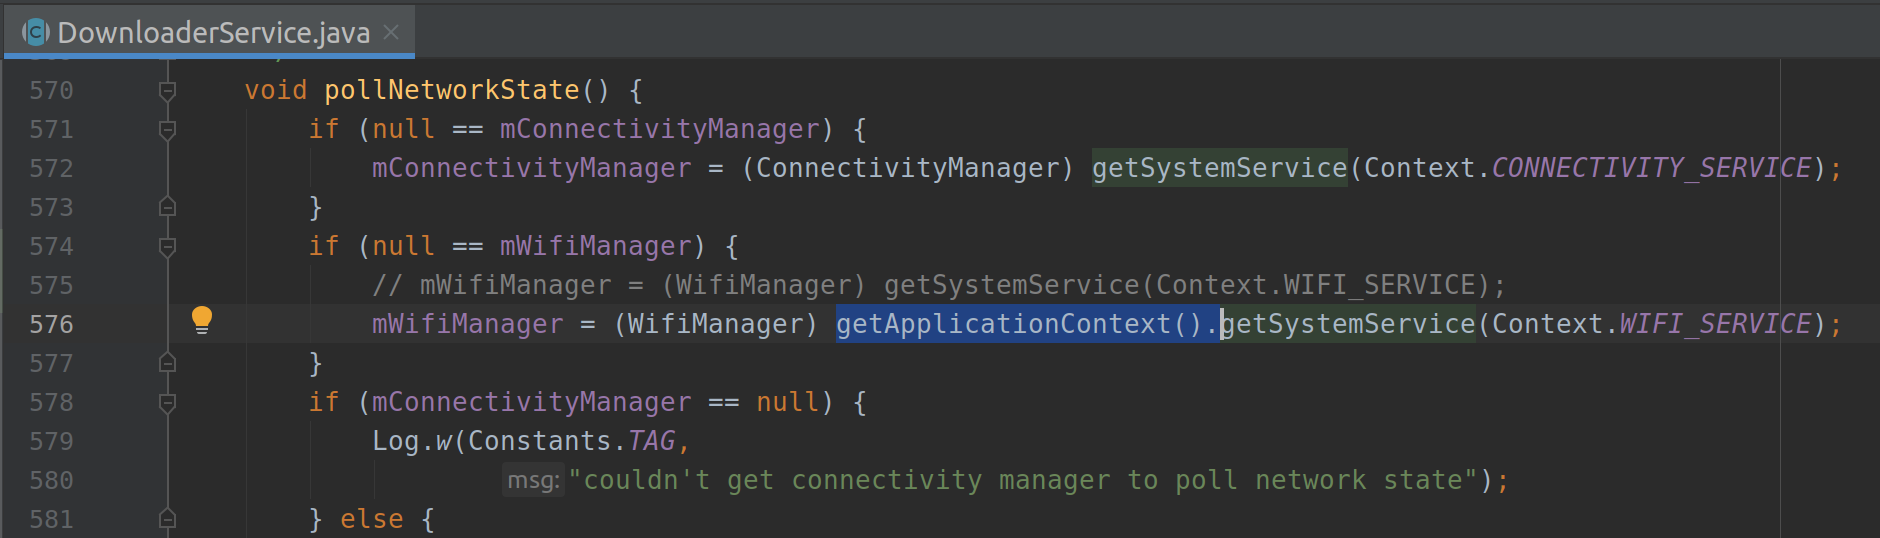 DownloaderService.java
570 void pollNetworkState() {
571 if (null == mConnectivityManager) {
572 mConnectivityManager = (ConnectivityManager) getSystemService(Context.CONNECTIVITY_SERVICE);
573 }
574 if (null == mWifiManager) {
575 // mWifiManager = (WifiManager) getSystemService(Context.WIFI_SERVICE);
576 mWifiManager = (WifiManager) getApplicationContext().getSystemService(Context.WIFI_SERVICE);
577 }
578 if (mConnectivityManager == null) {
579 Log.w(Constants.TAG,
580 msg: "couldn't get connectivity manager to poll network state");
581 } else {